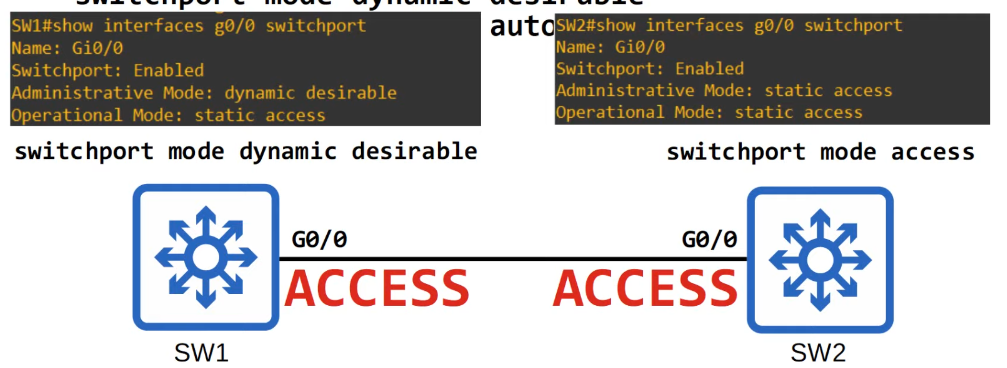 switchport mode dynamic desirable
auto
SW1#show interfaces g0/0 switchport
Name: Gi0/0
Switchport: Enabled
Administrative Mode: dynamic desirable
Operational Mode: static access
SW2#show interfaces g0/0 switchport
Name: Gi0/0
Switchport: Enabled
Administrative Mode: static access
Operational Mode: static access
switchport mode dynamic desirable
switchport mode access
G0/0
G0/0
ACCESS
ACCESS
SW1
SW2